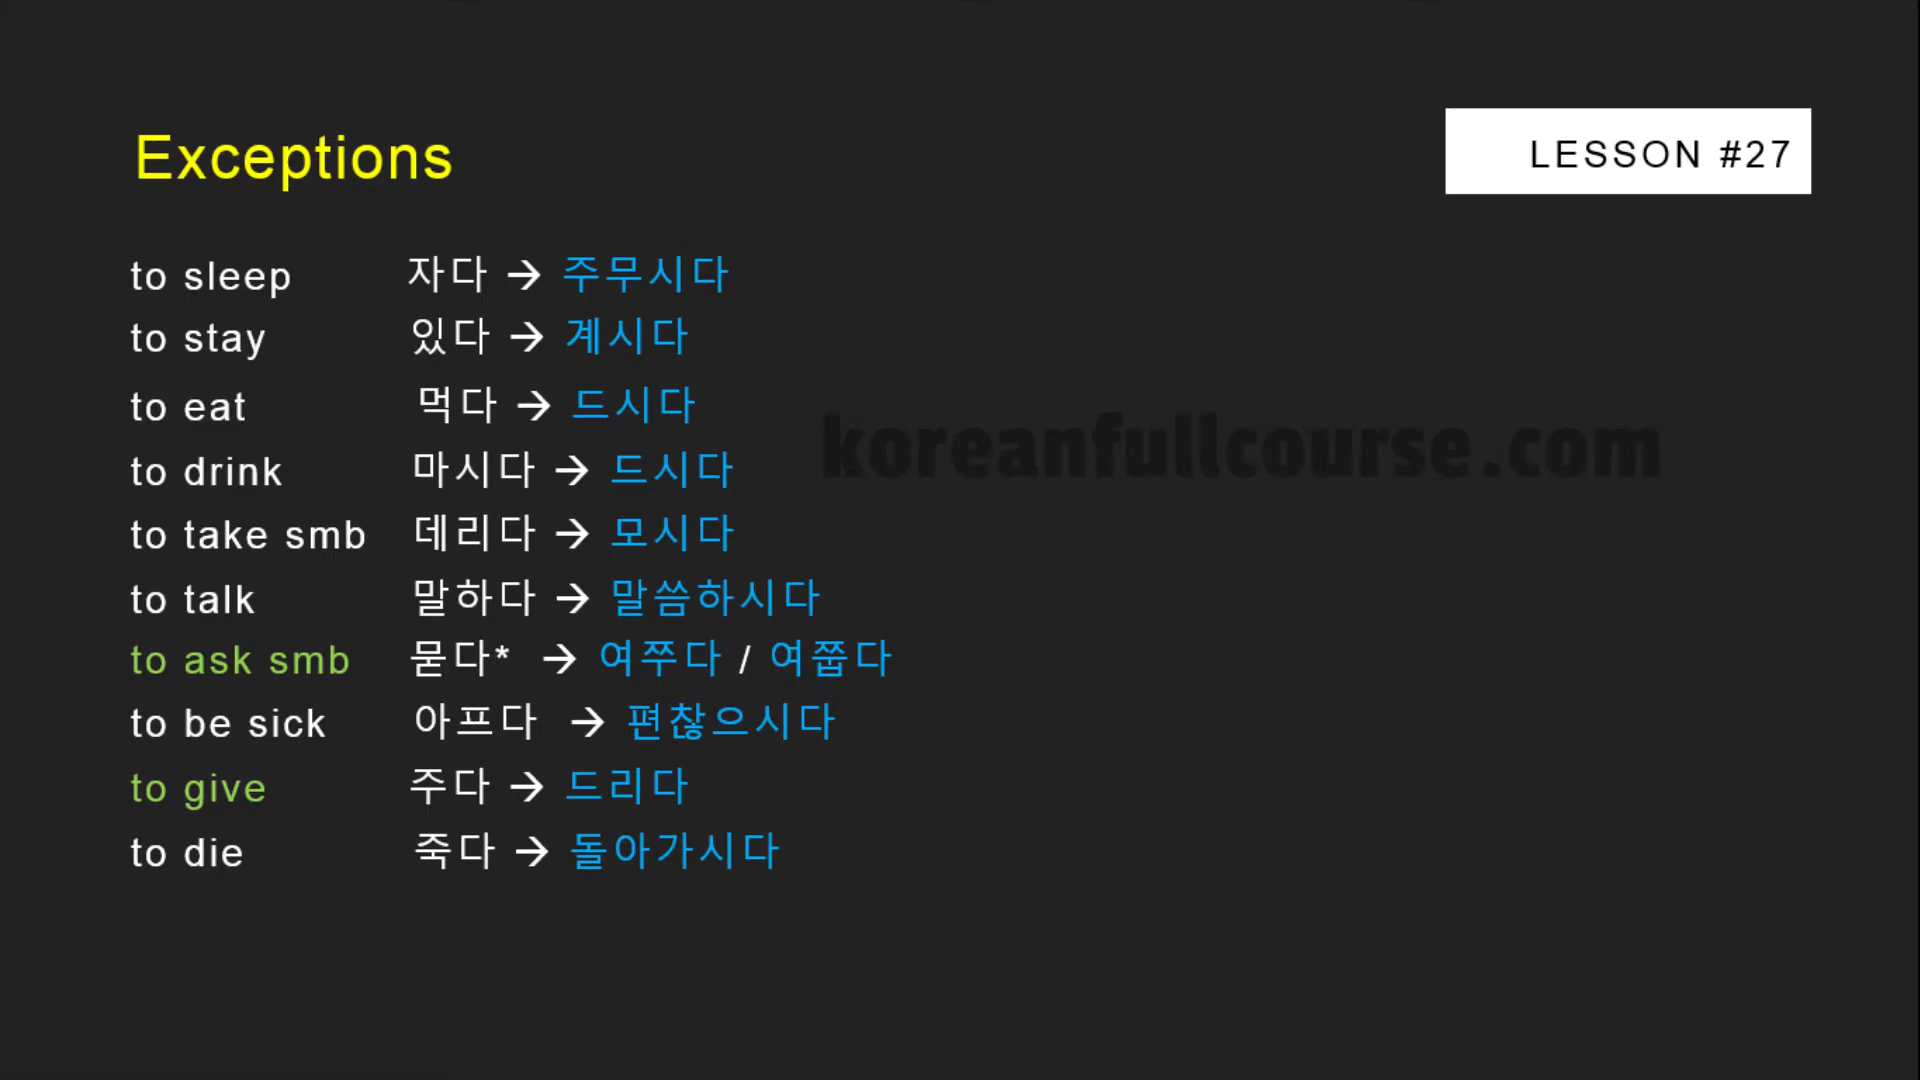 Exceptions
LESSON #27
to sleep 자다 → 주무시다
to stay 있다 → 계시다
to eat 먹다 → 드시다
koreanfullcourse.com
to drink 마시다 → 드시다
to take smb 데리다 → 모시다
to talk 말하다 → 말씀하시다
to ask smb 묻다* → 여쭈다 / 여쭙다
to be sick 아프다 → 편찮으시다
to give 주다 → 드리다
to die 죽다 → 돌아가시다